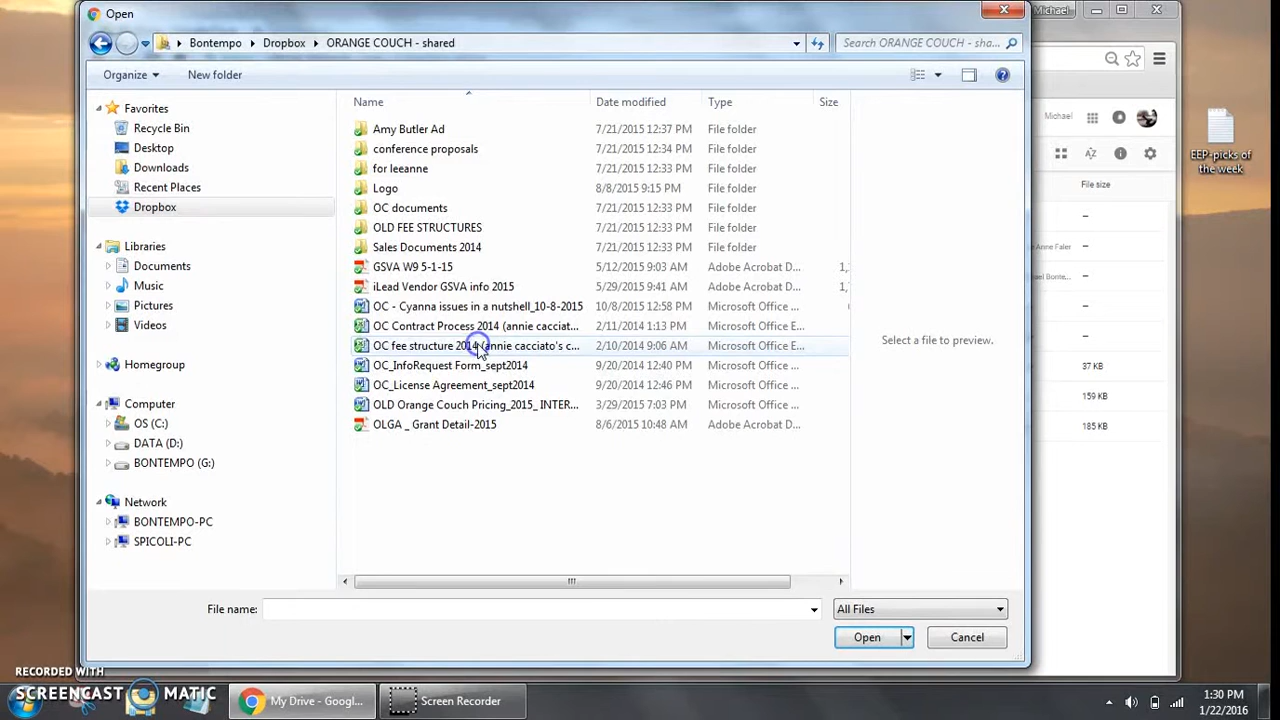 Open
Michael
Bontempo
Dropbox
ORANGE COUCH - shared
Search ORANGE COUCH - sha...
Organize
New folder
Favorites
Recycle Bin
Desktop
Downloads
Recent Places
Dropbox
Libraries
Documents
Music
Pictures
Videos
Homegroup
Computer
OS (C:)
DATA (D:)
BONTEMPO (G:)
Network
BONTEMPO-PC
SPICOLI-PC
Name Date modified Type Size
Amy Butler Ad 7/21/2015 12:37 PM File folder
conference proposals 7/21/2015 12:34 PM File folder
for leeanne 7/21/2015 12:33 PM File folder
Logo 8/8/2015 9:15 PM File folder
OC documents 7/21/2015 12:33 PM File folder
OLD FEE STRUCTURES 7/21/2015 12:33 PM File folder
Sales Documents 2014 7/21/2015 12:33 PM File folder
GSVA W9 5-1-15 5/12/2015 9:03 AM Adobe Acrobat D... 1,
iLead Vendor GSVA info 2015 5/29/2015 9:41 AM Adobe Acrobat D... 1,
OC - Cyanna issues in a nutshell_10-8-2015 10/8/2015 12:58 PM Microsoft Office ...
OC Contract Process 2014 (annie cacciat... 2/11/2014 1:13 PM Microsoft Office E...
OC fee structure 2014 (annie cacciato's c... 2/10/2014 9:06 AM Microsoft Office E...
OC_InfoRequest Form_sept2014 9/20/2014 12:40 PM Microsoft Office ...
OC_License Agreement_sept2014 9/20/2014 12:46 PM Microsoft Office ...
OLD Orange Couch Pricing_2015_ INTER... 3/29/2015 7:03 PM Microsoft Office ...
OLGA _ Grant Detail-2015 8/6/2015 10:48 AM Adobe Acrobat D...
Select a file to preview.
File name:
All Files
Open
Cancel
Michael
File size
–
–
ie Anne Faler –
ael Bonte, –
–
37 KB
159 KB
185 KB
EEP-picks of
the week
RECORDED WITH
SCREENCAST MATIC
My Drive - Googl...
Screen Recorder
1:30 PM
1/22/2016